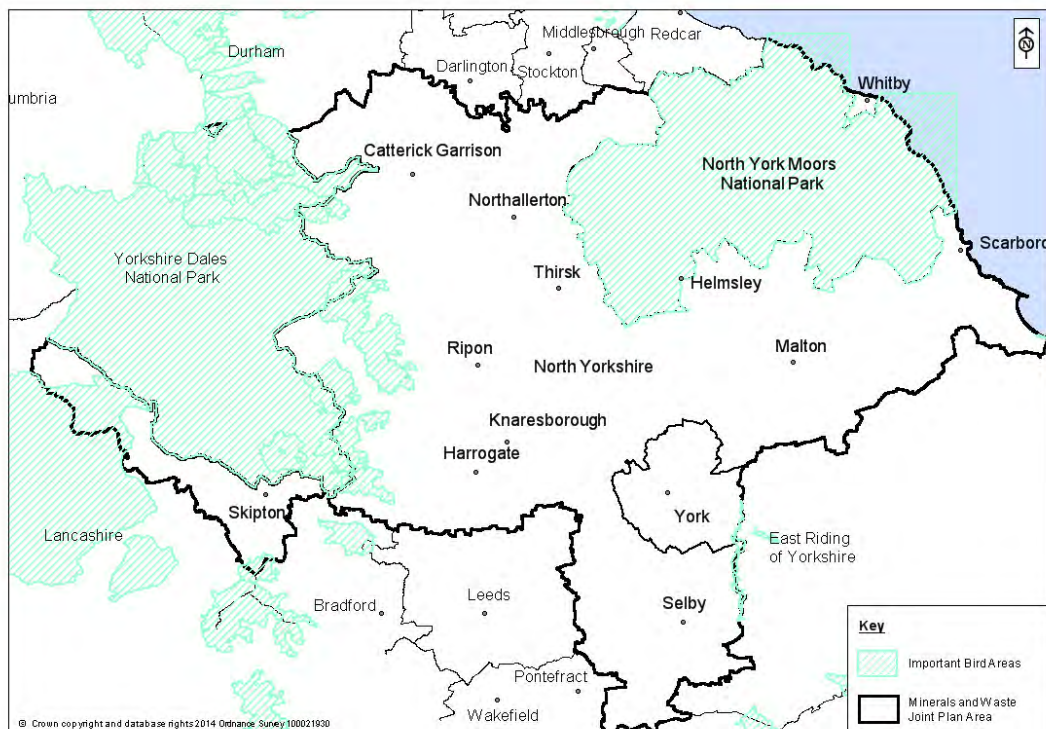 Middlesbrough
Redcar
Durham
Darlington
Stockton
umbria
Whitby
Catterick Garrison
North York Moors
National Park
Northallerton
Scarboro
Yorkshire Dales
National Park
Thirsk
Helmsley
Ripon
North Yorkshire
Malton
Knaresborough
Harrogate
Skipton
York
Lancashire
East Riding
of Yorkshire
Bradford
Leeds
Selby
Pontefract
Wakefield
Key
Important Bird Areas
Minerals and Waste
Joint Plan Area
© Crown copyright and database rights 2014 Ordnance Survey 100021930